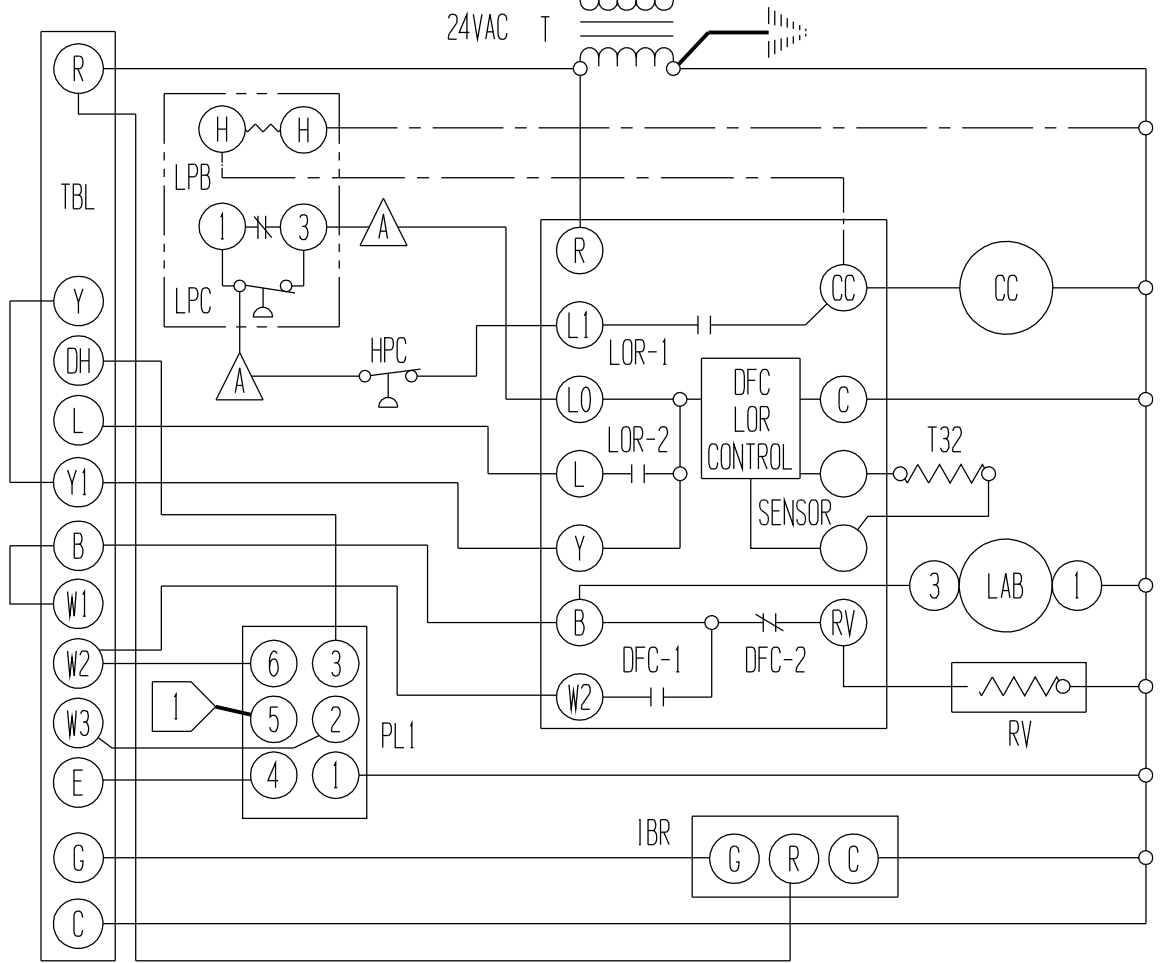 24VAC T
R
H H
LPB
TBL
1 3 A
R
LPC
CC CC
Y
L1
LOR-1
HPC
DH
A
DFC
LOR
CONTROL
LO
C
L
LOR-2
T32
L
Y1
SENSOR
Y
B
3 LAB 1
W1
B RV
DFC-1 DFC-2
W2
6 3
RV
W2
1
5 2
W3
PL1
E
4 1
IBR
G
G R C
C